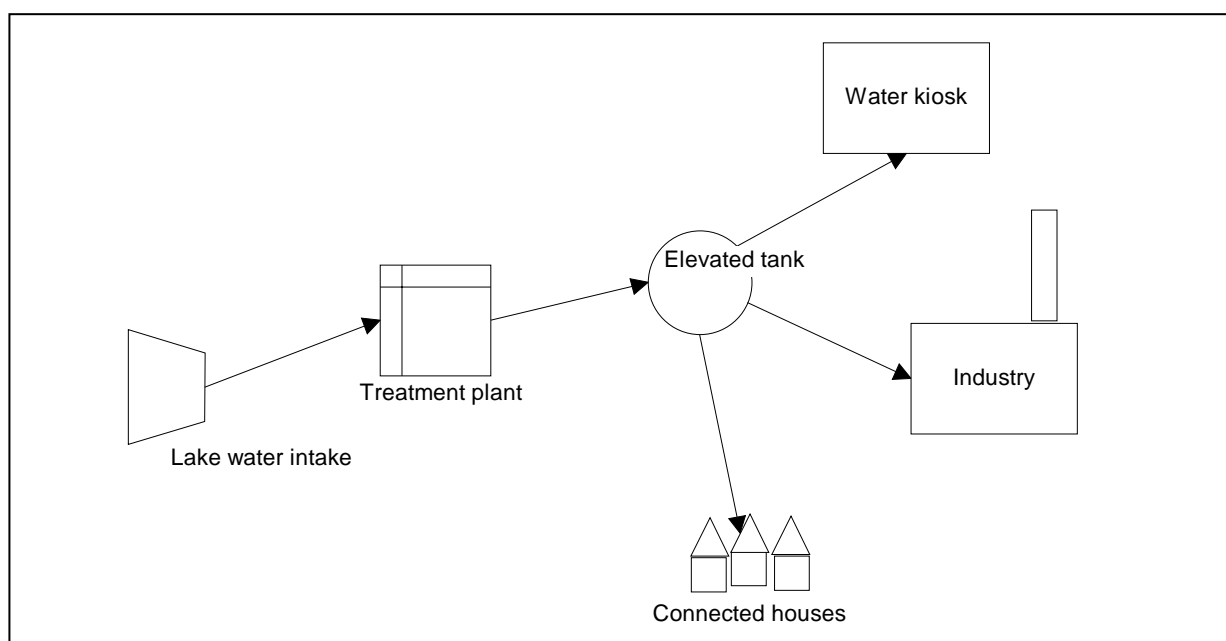 Water kiosk
Elevated tank
Treatment plant
Industry
Lake water intake
Connected houses